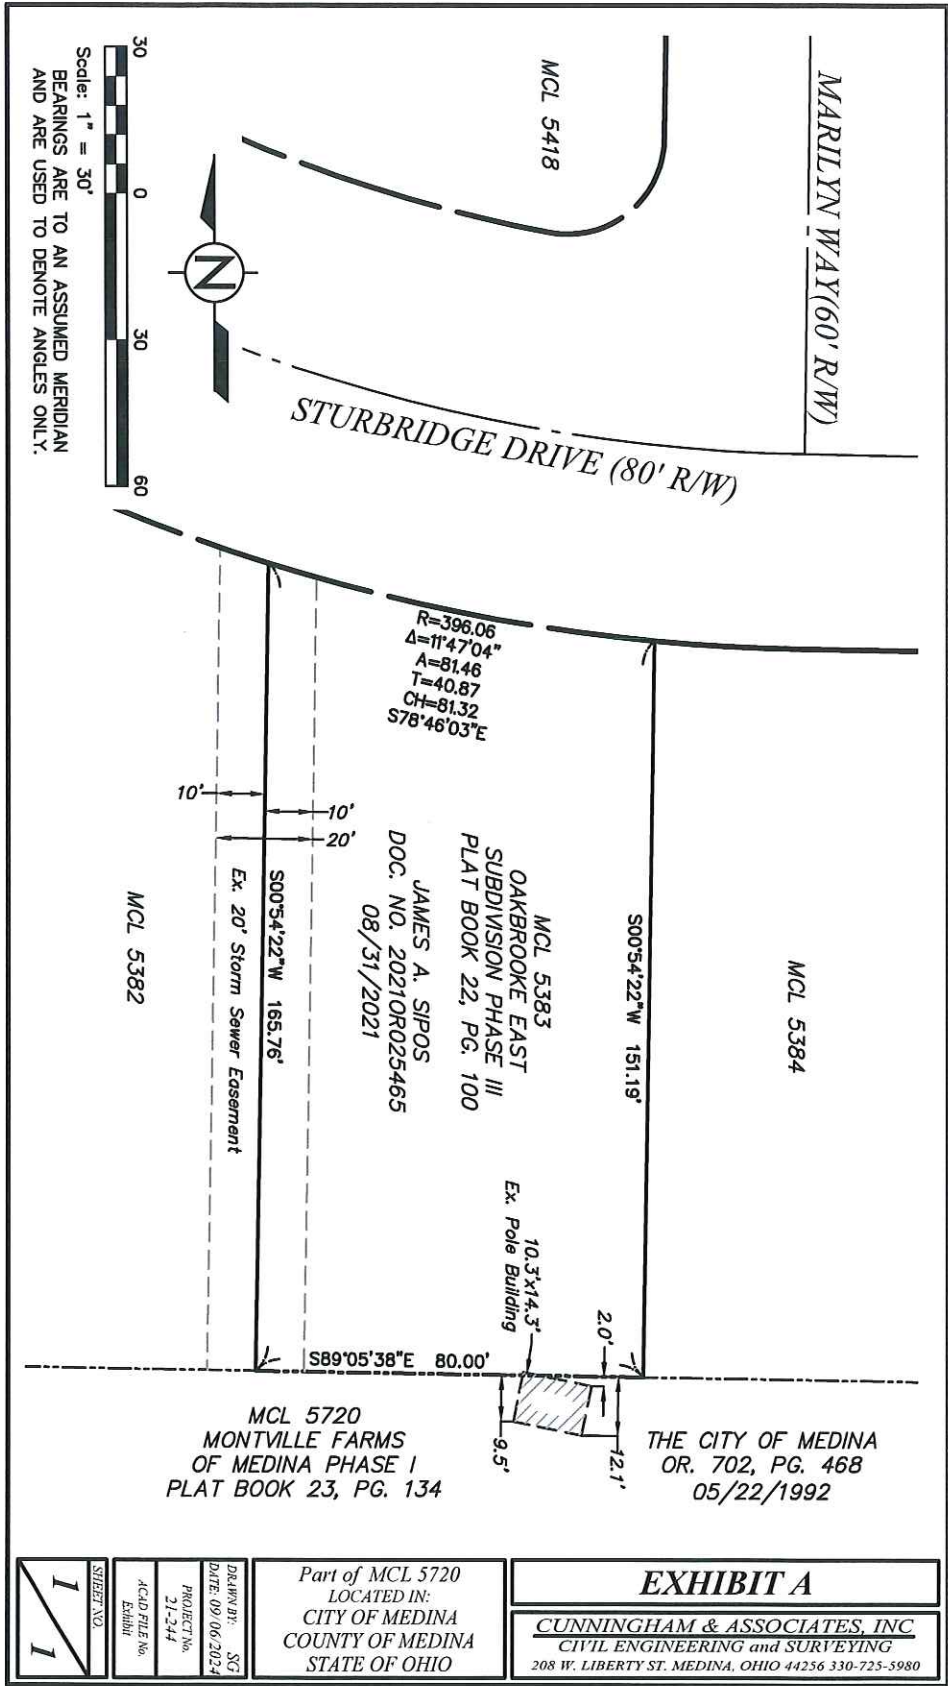 MARILYN WAY(60' R/W)
MCL 5418
30
0
30
60
Scale: 1" = 30'
BEARINGS ARE TO AN ASSUMED MERIDIAN
AND ARE USED TO DENOTE ANGLES ONLY.
N
STURBRIDGE DRIVE (80' R/W)
R=396.06
Δ=11°47'04"
A=81.46
T=40.87
CH=81.32
S78°46'03"E
10'
10'
20'
S00°54'22"W 165.76'
Ex. 20' Storm Sewer Easement
MCL 5382
MCL 5383
OAKBROOKE EAST
SUBDIVISION PHASE III
PLAT BOOK 22, PG. 100
JAMES A. SIPOS
DOC. NO. 2021OR025465
08/31/2021
S00°54'22"W 151.19'
MCL 5384
10.3'x14.3'
Ex. Pole Building
2.0'
S89°05'38"E 80.00'
9.5'
12.1'
MCL 5720
MONTVILLE FARMS
OF MEDINA PHASE I
PLAT BOOK 23, PG. 134
THE CITY OF MEDINA
OR. 702, PG. 468
05/22/1992
EXHIBIT A
CUNNINGHAM & ASSOCIATES, INC
CIVIL ENGINEERING and SURVEYING
208 W. LIBERTY ST. MEDINA, OHIO 44256 330-725-5980
Part of MCL 5720
LOCATED IN:
CITY OF MEDINA
COUNTY OF MEDINA
STATE OF OHIO
DRAWN BY: SG
DATE: 09/06/2024
PROJECT No.
21-244
ACAD FILE No.
Exhibit
SHEET NO.
1
1